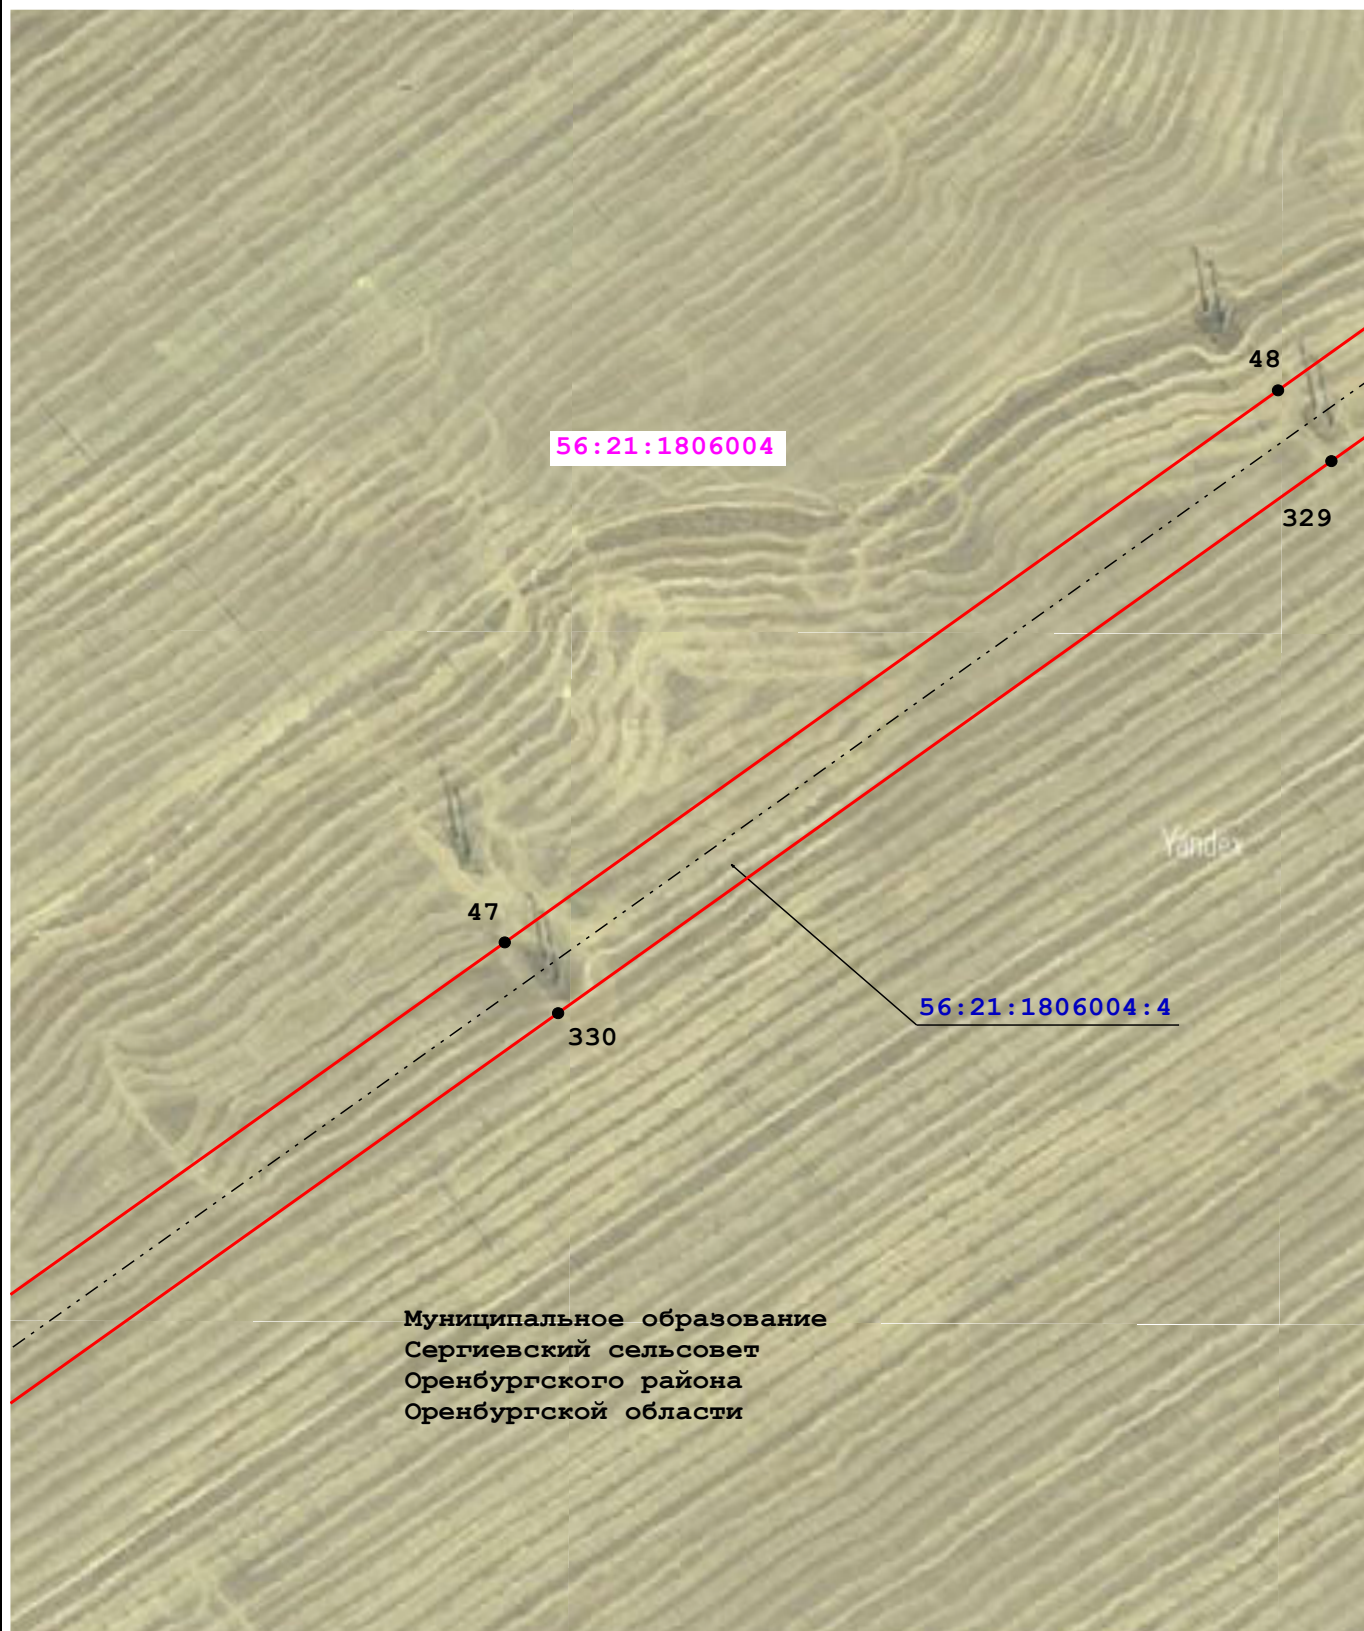 48
56:21:1806004
329
Yandex
47
56:21:1806004:4
330
Муниципальное образование
Сергиевский сельсовет
Оренбургского района
Оренбургской области